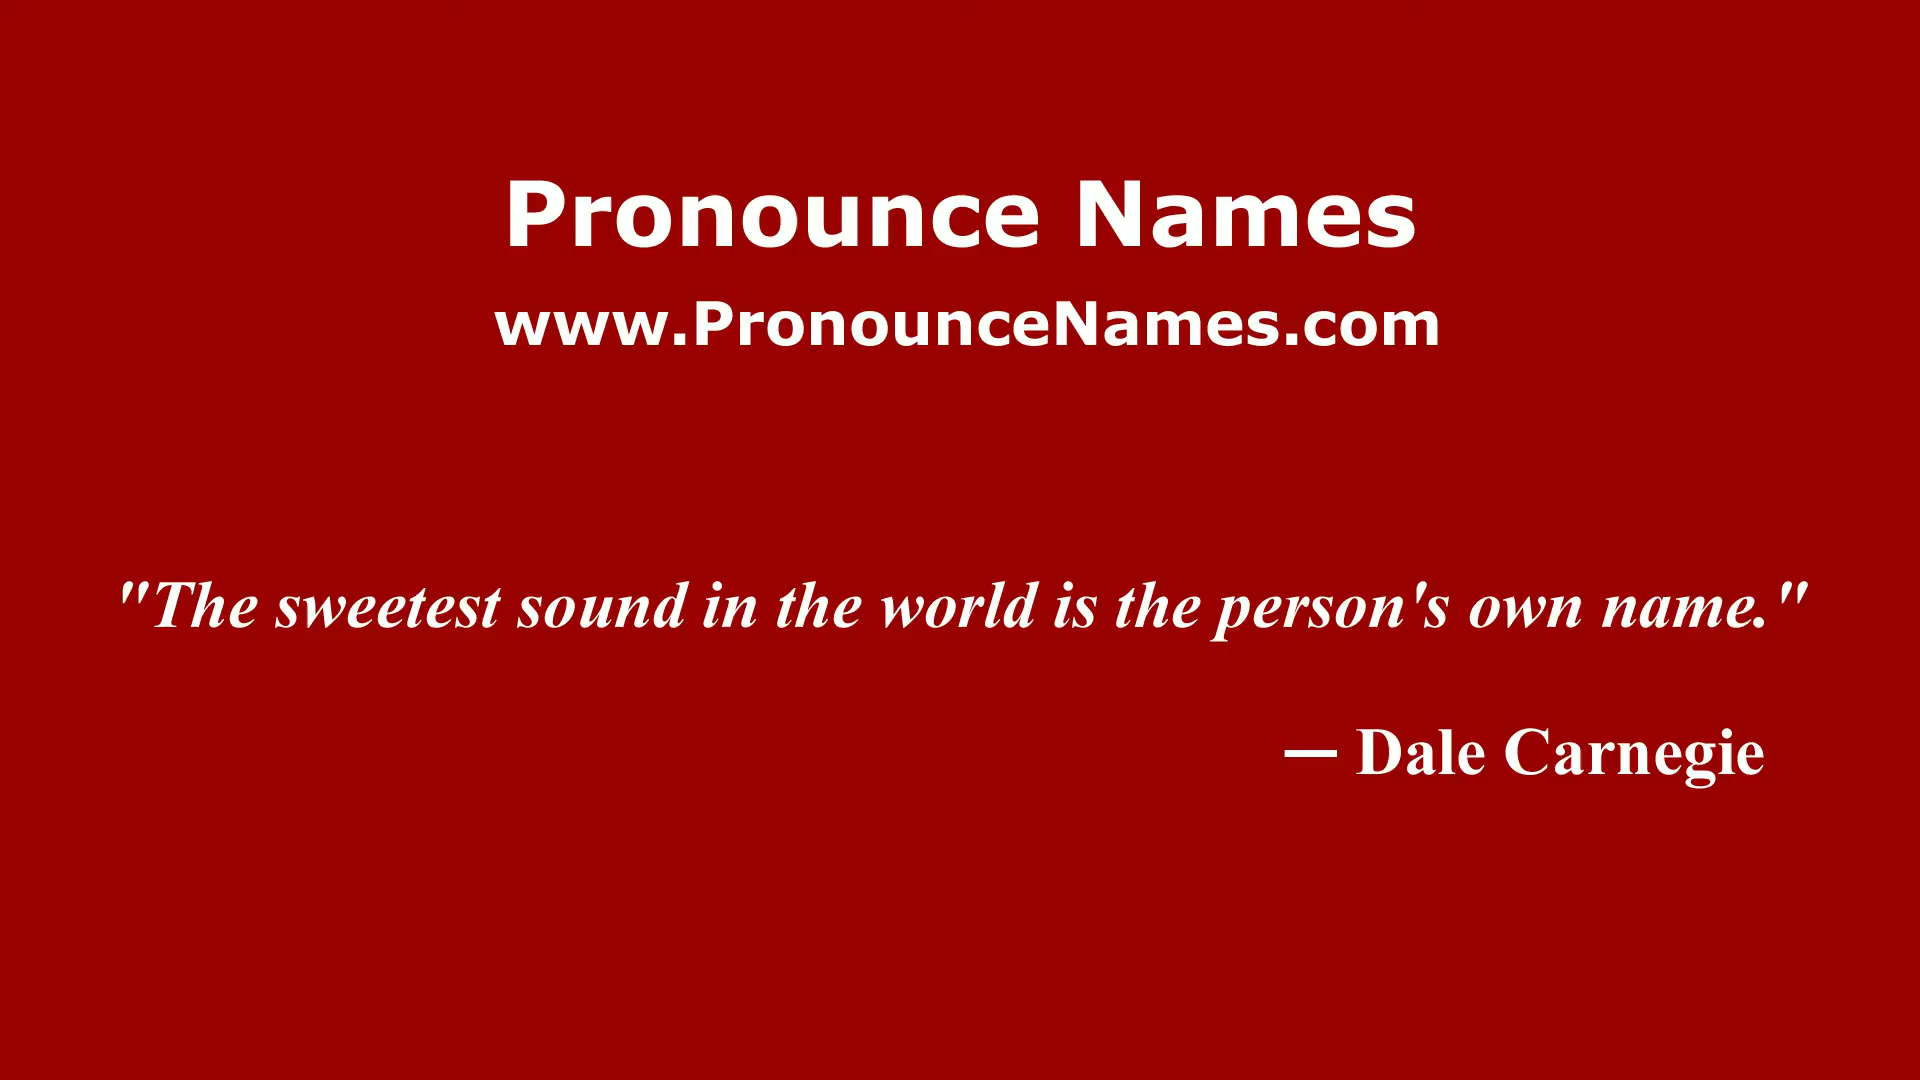 Pronounce Names
www.PronounceNames.com
"The sweetest sound in the world is the person's own name."
— Dale Carnegie